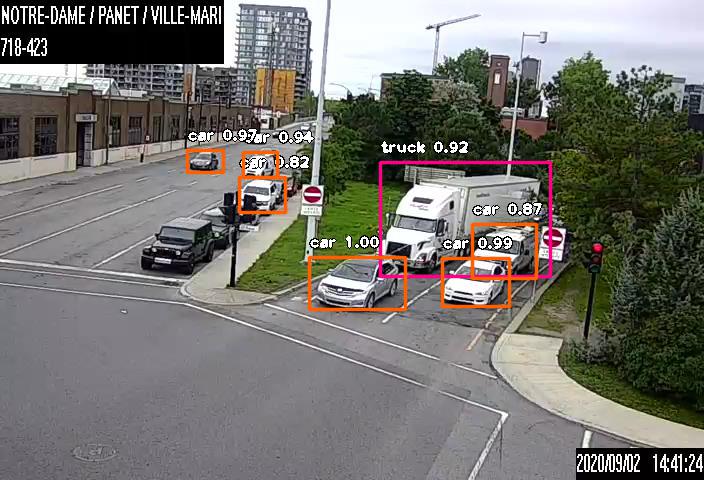 NOTRE-DAME / PANET / VILLE-MARI
718-423
car 0.97
car 0.94
car 0.82
truck 0.92
car 0.87
car 1.00
car 0.99
2020/09/02 14:41:24